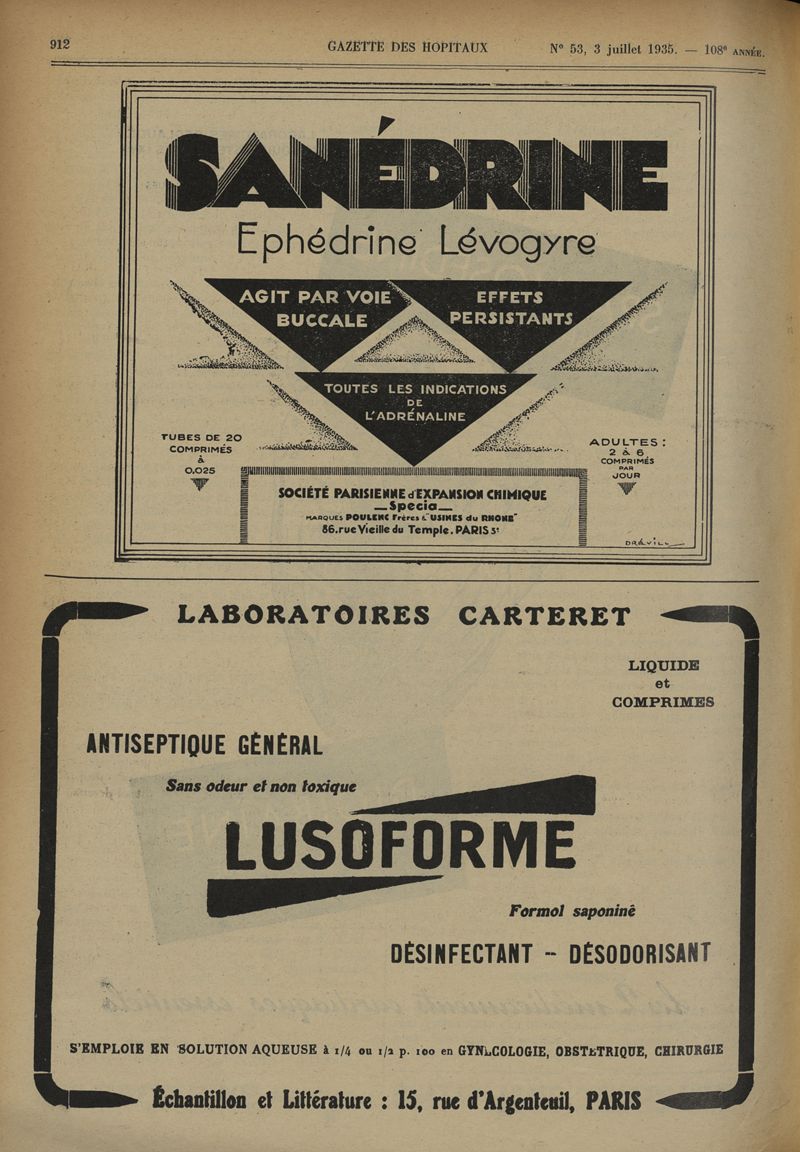 912
GAZETTE DES HOPITAUX
N° 53, 3 juillet 1935. — 108e ANNÉE.
SANÉDRINE
Ephédrine Lévogyre
AGIT PAR VOIE
BUCCALE
EFFETS
PERSISTANTS
TOUTES LES INDICATIONS
DE
L'ADRÉNALINE
TUBES DE 20
COMPRIMÉS
à
0,025
ADULTES :
2 à 6
COMPRIMÉS
PAR
JOUR
SOCIÉTÉ PARISIENNE d'EXPANSION CHIMIQUE
_Specia_
MARQUES POULENC Frères & "USINES du RHONE"
86, rue Vieille du Temple. PARIS 3e
LABORATOIRES CARTERET
LIQUIDE
et
COMPRIMES
ANTISEPTIQUE GÉNÉRAL
Sans odeur et non toxique
LUSOFORME
Formol saponiné
DÉSINFECTANT -- DÉSODORISANT
S'EMPLOIE EN SOLUTION AQUEUSE à 1/4 ou 1/2 p. 100 en GYNÉCOLOGIE, OBSTÉTRIQUE, CHIRURGIE
Échantillon et Littérature : 15, rue d'Argenteuil, PARIS